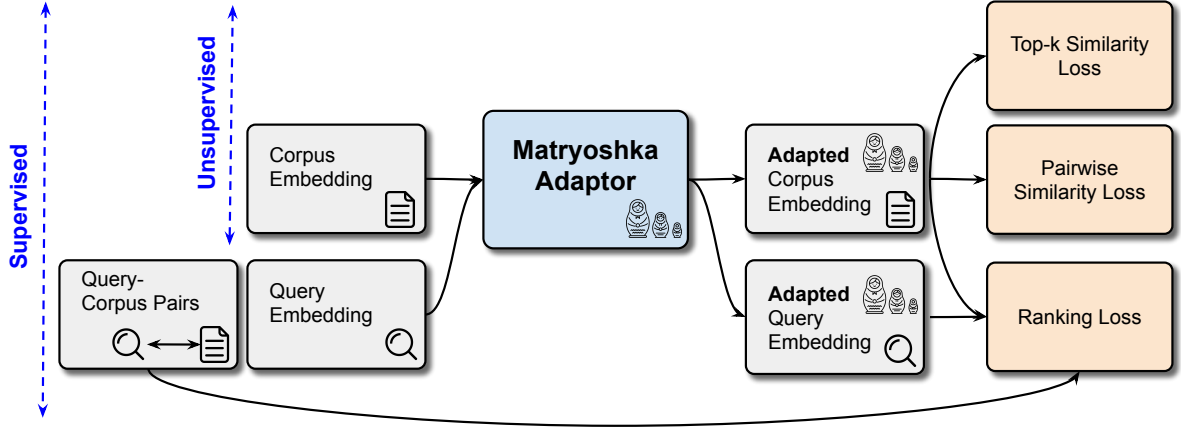 Supervised
Unsupervised
Corpus
Embedding
Query-
Corpus Pairs
Query
Embedding
Matryoshka
Adaptor
Adapted
Corpus
Embedding
Adapted
Query
Embedding
Top-k Similarity
Loss
Pairwise
Similarity Loss
Ranking Loss